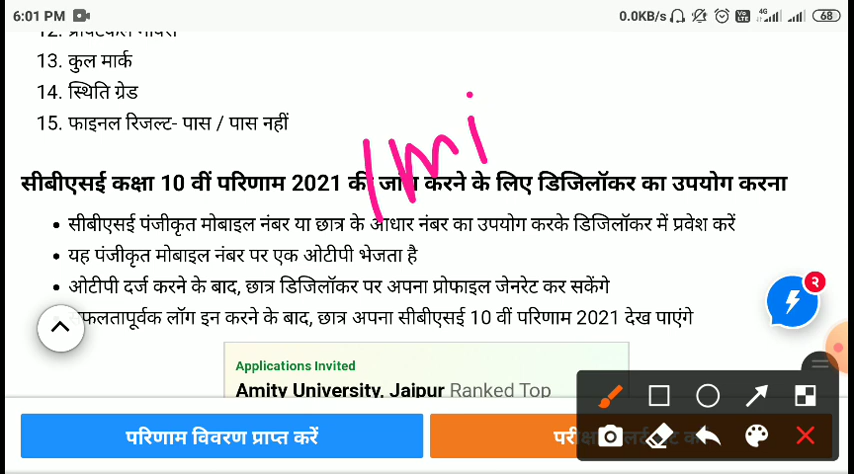 6:01 PM 0.0KB/s 4G 68
13. कुल मार्क
14. स्थिति ग्रेड
15. फाइनल रिजल्ट- पास / पास नहीं
1mi
सीबीएसई कक्षा 10 वीं परिणाम 2021 की जांच करने के लिए डिजिलॉकर का उपयोग करना
• सीबीएसई पंजीकृत मोबाइल नंबर या छात्र के आधार नंबर का उपयोग करके डिजिलॉकर में प्रवेश करें
• यह पंजीकृत मोबाइल नंबर पर एक ओटीपी भेजता है
• ओटीपी दर्ज करने के बाद, छात्र डिजिलॉकर पर अपना प्रोफाइल जेनरेट कर सकेंगे
लॉग इन करने के बाद, छात्र अपना सीबीएसई 10 वीं परिणाम 2021 देख पाएंगे
२
Applications Invited
Amity University, Jaipur Ranked Top
परिणाम विवरण प्राप्त करें